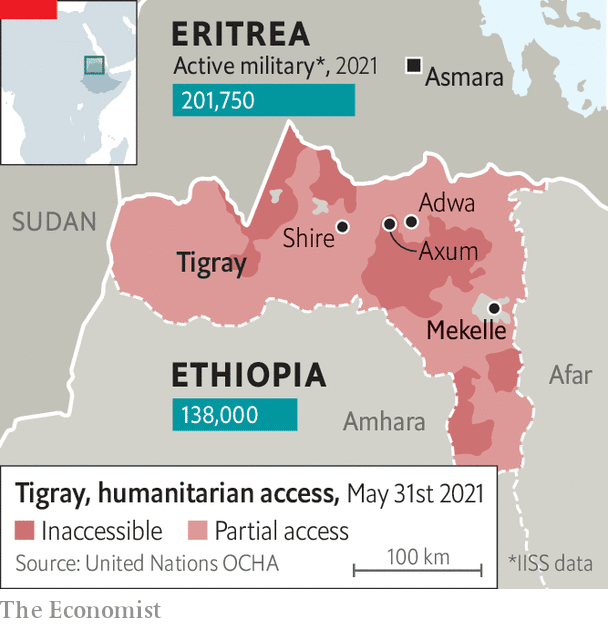 ERITREA
Active military*, 2021
201,750
Asmara
SUDAN
Adwa
Shire
Axum
Tigray
Mekelle
ETHIOPIA
138,000
Afar
Amhara
Tigray, humanitarian access, May 31st 2021
Inaccessible
Partial access
Source: United Nations OCHA
100 km
*IISS data
The Economist